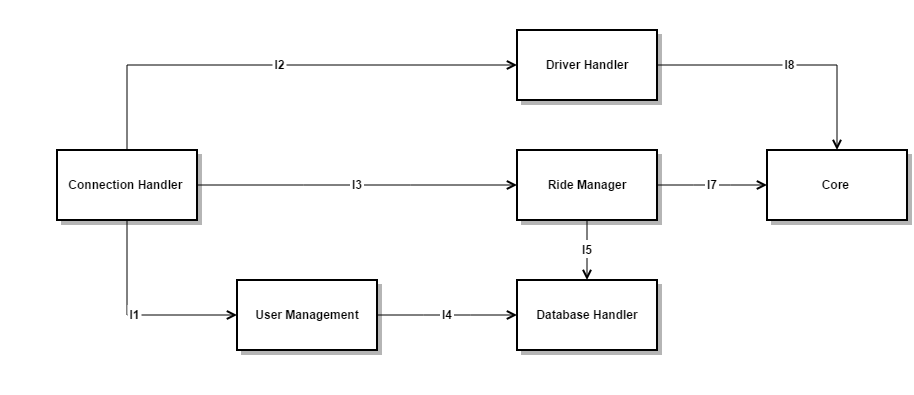 I2
Driver Handler
I8
Connection Handler
I3
Ride Manager
I7
Core
I5
I1
User Management
I4
Database Handler